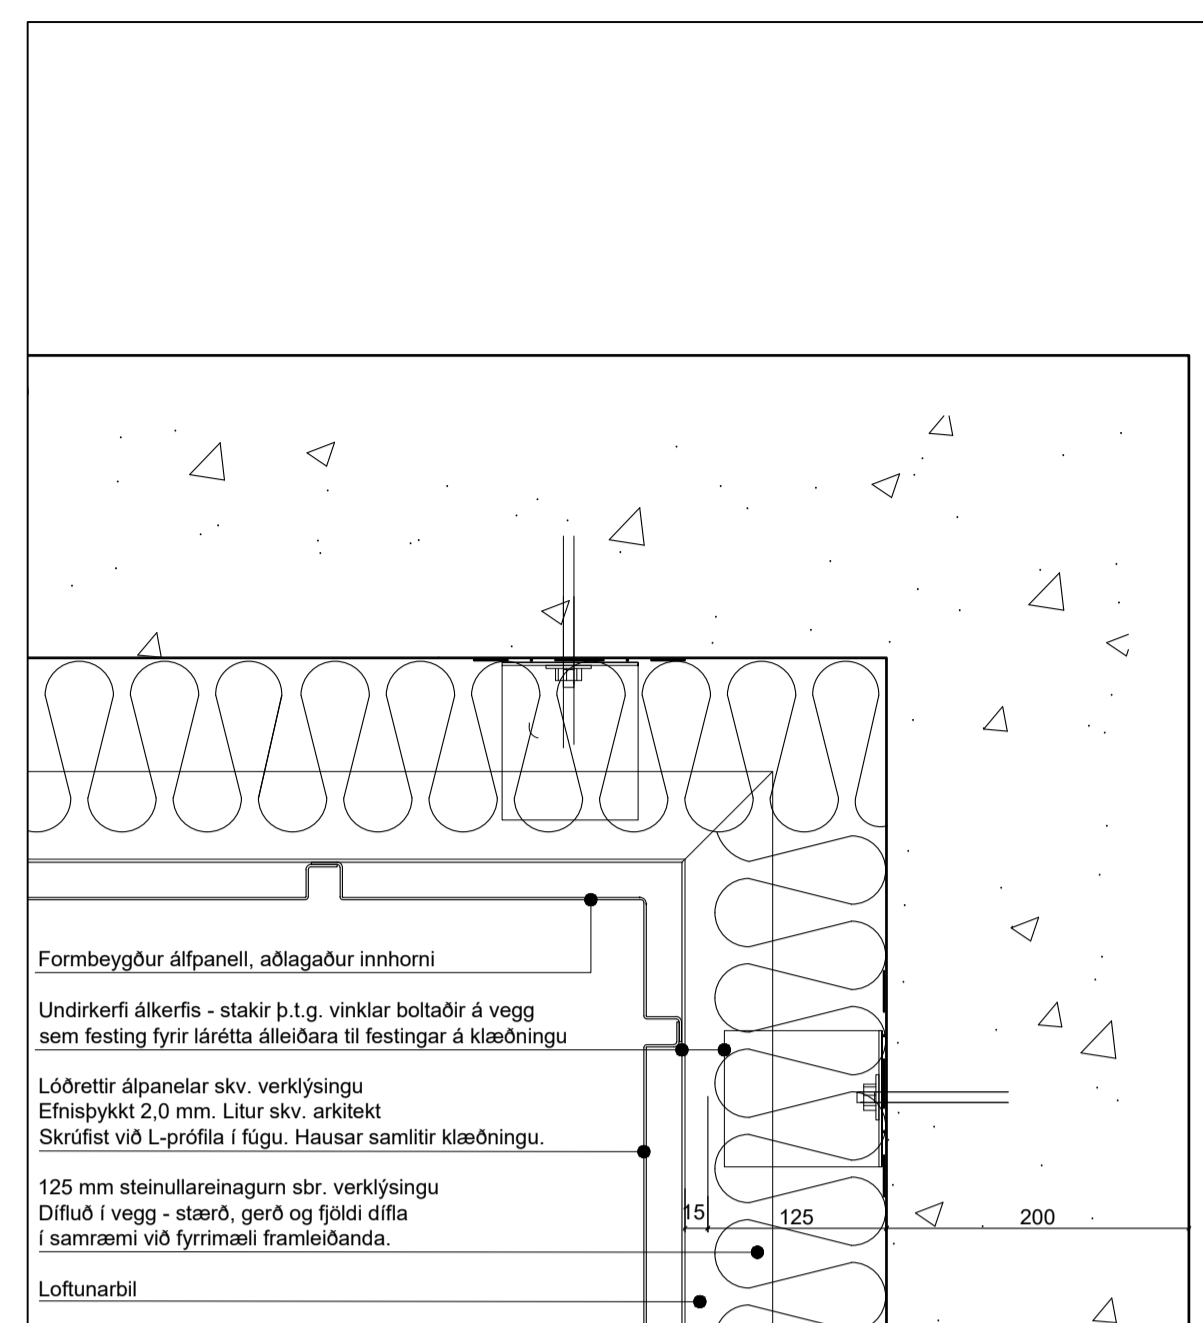 Formbeygður álfpanell, aðlagaður innhorni
Undirkerfi álkerfis - stakir þ.t.g. vinklar boltaðir á vegg
sem festing fyrir lárétta álleiðara til festingar á klæðningu
Lóðrettir álpanelar skv. verklýsingu
Efnisþykkt 2,0 mm. Litur skv. arkitekt
Skrúfist við L-prófila í fúgu. Hausar samlitir klæðningu.
125 mm steinullareinagurn sbr. verklýsingu
Dífluð í vegg - stærð, gerð og fjöldi dífla
í samræmi við fyrrimæli framleiðanda.
15 125 200
Loftunarbil